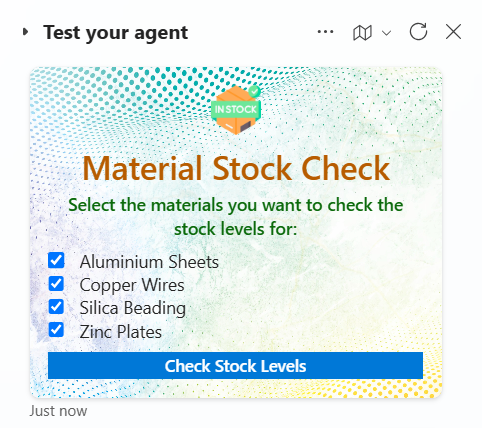 Test your agent
IN STOCK
Material Stock Check
Select the materials you want to check the
stock levels for:
Aluminium Sheets
Copper Wires
Silica Beading
Zinc Plates
Check Stock Levels
Just now